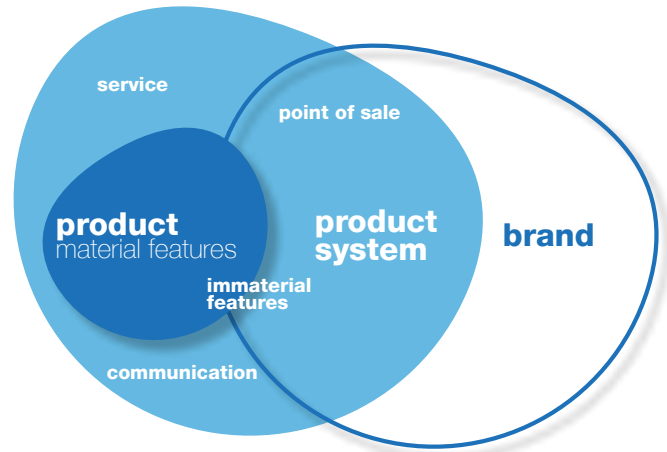 service
point of sale
product
material features
product
system
brand
immaterial
features
communication